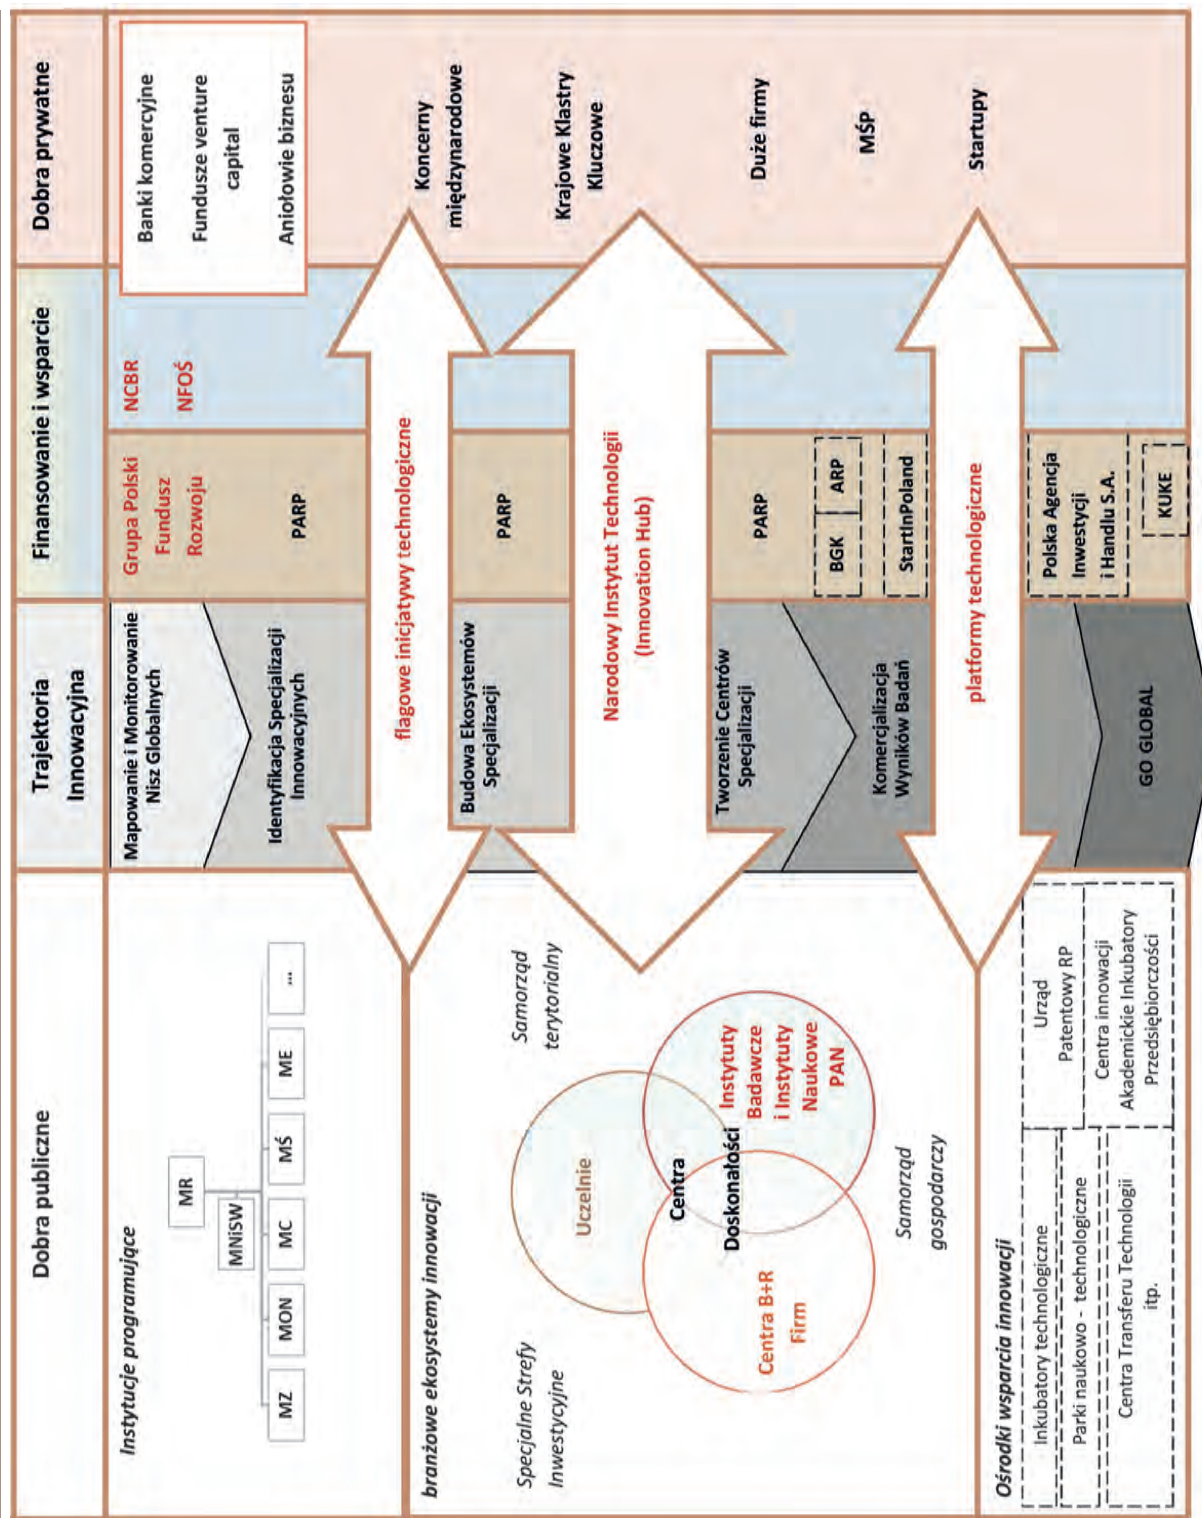 Dobra publiczne
Trajektoria
Innowacyjna
Finansowanie i wsparcie
Dobra prywatne
Instytucje programujące
MR
MNiSW
MZ
MON
MC
MŚ
ME
...
branżowe ekosystemy innowacji
Specjalne Strefy
Inwestycyjne
Samorząd
terytorialny
Uczelnie
Centra
Doskonałości
Centra B+R
Firm
Instytuty
Badawcze
i Instytuty
Naukowe
PAN
Samorząd
gospodarczy
Ośrodki wsparcia innowacji
Inkubatory technologiczne
Parki naukowo - technologiczne
Centra Transferu Technologii
itp.
Urząd
Patentowy RP
Centra innowacji
Akademickie Inkubatory
Przedsiębiorczości
Mapowanie i Monitorowanie
Nisz Globalnych
Identyfikacja Specjalizacji
Innowacyjnych
flagowe inicjatywy technologiczne
Budowa Ekosystemów
Specjalizacji
Narodowy Instytut Technologii
(Innovation Hub)
Tworzenie Centrów
Specjalizacji
Komercjalizacja
Wyników Badań
platformy technologiczne
GO GLOBAL
Grupa Polski
Fundusz
Rozwoju
PARP
PARP
PARP
BGK
ARP
StartInPoland
Polska Agencja
Inwestycji
i Handlu S.A.
KUKE
NCBR
NFOŚ
Banki komercyjne
Fundusze venture
capital
Aniołowie biznesu
Koncerny
międzynarodowe
Krajowe Klastry
Kluczowe
Duże firmy
MŚP
Startupy